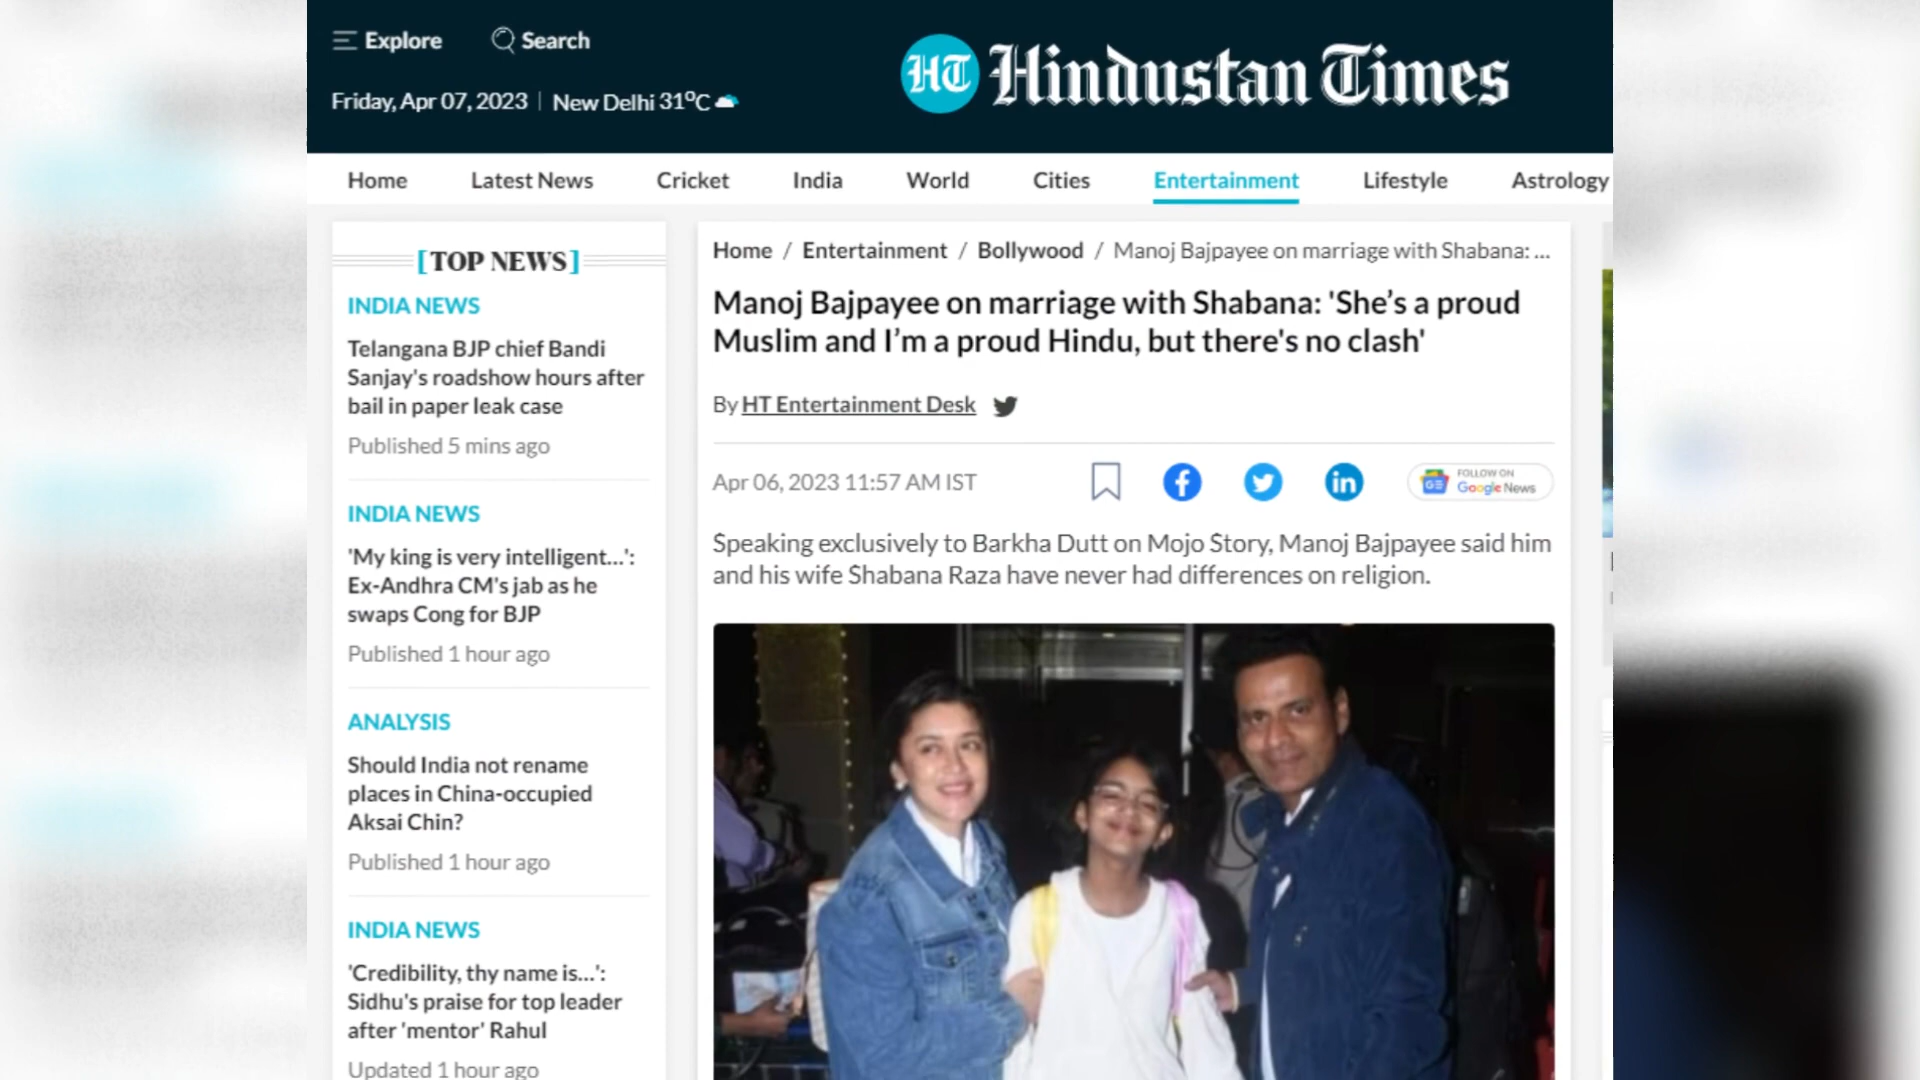 Explore
Search
HT Hindustan Times
Friday, Apr 07, 2023 | New Delhi 31°C
Home
Latest News
Cricket
India
World
Cities
Entertainment
Lifestyle
Astrology
[TOP NEWS]
INDIA NEWS
Telangana BJP chief Bandi
Sanjay's roadshow hours after
bail in paper leak case
Published 5 mins ago
INDIA NEWS
'My king is very intelligent...':
Ex-Andhra CM's jab as he
swaps Cong for BJP
Published 1 hour ago
ANALYSIS
Should India not rename
places in China-occupied
Aksai Chin?
Published 1 hour ago
INDIA NEWS
'Credibility, thy name is...':
Sidhu's praise for top leader
after 'mentor' Rahul
Updated 1 hour ago
Home / Entertainment / Bollywood / Manoj Bajpayee on marriage with Shabana: ...
Manoj Bajpayee on marriage with Shabana: 'She’s a proud
Muslim and I’m a proud Hindu, but there's no clash'
By HT Entertainment Desk
Apr 06, 2023 11:57 AM IST
FOLLOW ON
GE Google News
Speaking exclusively to Barkha Dutt on Mojo Story, Manoj Bajpayee said him
and his wife Shabana Raza have never had differences on religion.